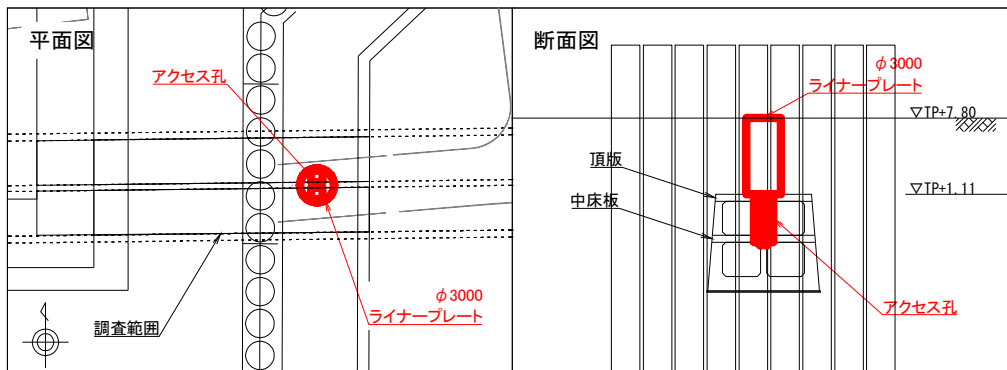 平面図
アクセス孔
φ3000
ライナープレート
調査範囲
断面図
φ3000
ライナープレート
▽TP+7.80
頂版
▽TP+1.11
中床板
アクセス孔